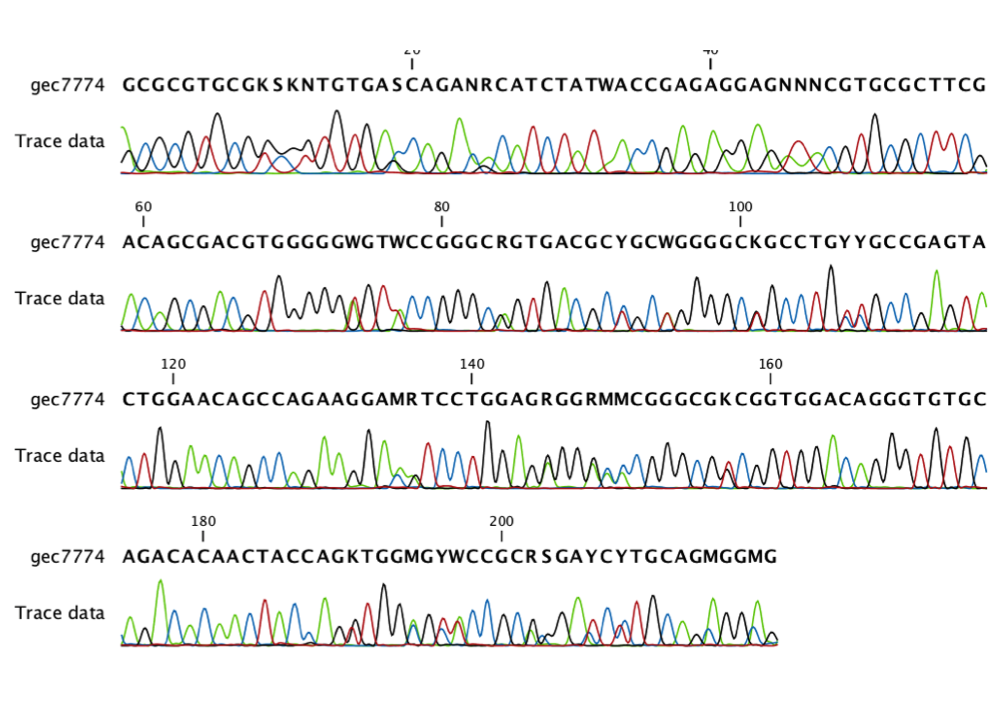 20 40
gec7774 GCGCGTGCGKSKNTGTGASCAGANRCATCTATWACCGAGAGGAGNNNCGTGCGCTTCG
Trace data
60 80 100
gec7774 ACAGCGACGTGGGGGWGTWCCGGGCRGTGACGCYGCWGGGGCKGCCTGYYGCCGAGTA
Trace data
120 140 160
gec7774 CTGGAACAGCCAGAAGGAMRTCCTGGAGRGGRMMCGGGCGKCGGTGGACAGGGTGTGC
Trace data
180 200
gec7774 AGACACAACTACCAGKTGGMGYWCCGCRSGAYCYTGCAGMGGMG
Trace data